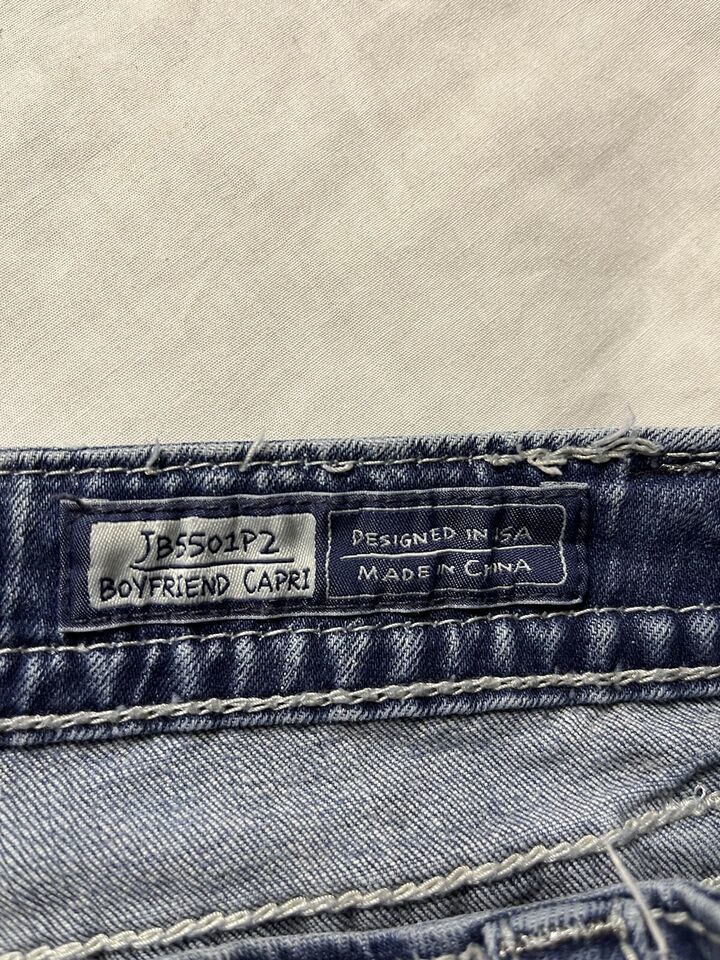 JB5501P2
BOYFRIEND CAPRI
DESIGNED IN USA
MADE IN CHINA